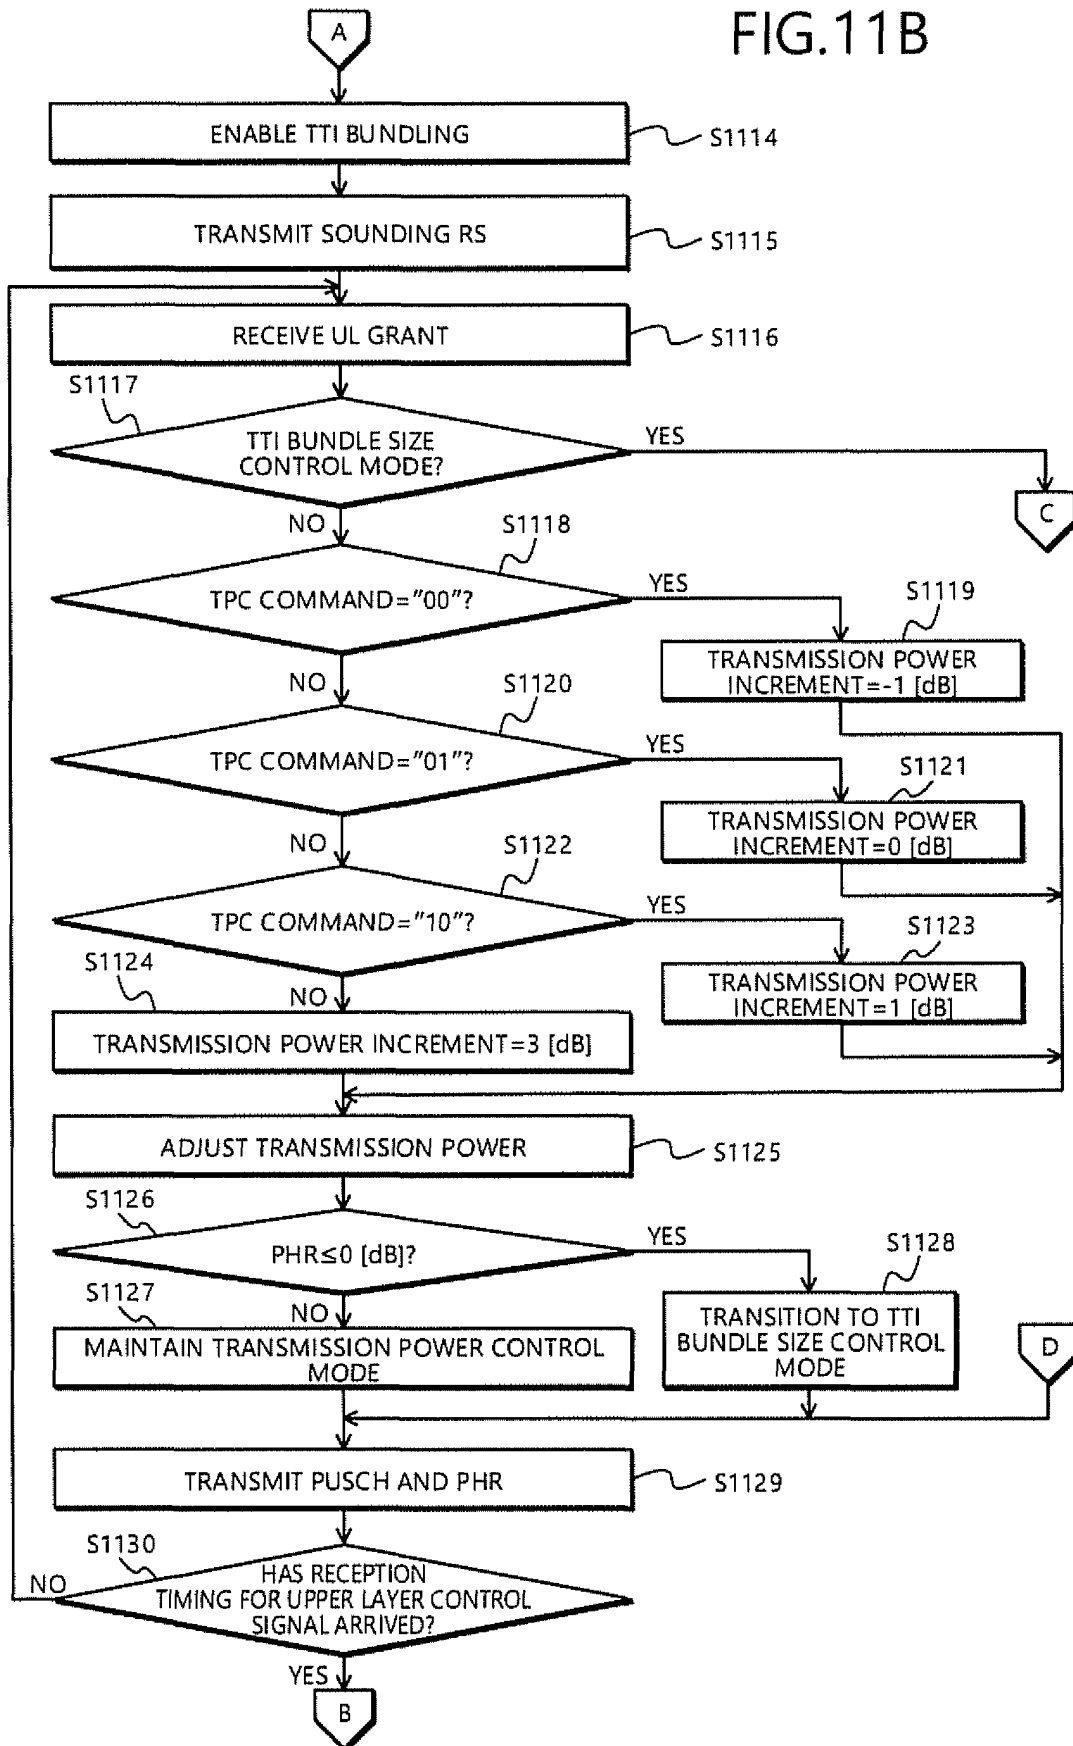 FIG.11B
A
ENABLE TTI BUNDLING
S1114
TRANSMIT SOUNDING RS
S1115
RECEIVE UL GRANT
S1116
S1117
TTI BUNDLE SIZE
CONTROL MODE?
YES
C
NO
S1118
TPC COMMAND="00"?
YES
S1119
TRANSMISSION POWER
INCREMENT=-1 [dB]
NO
S1120
TPC COMMAND="01"?
YES
S1121
TRANSMISSION POWER
INCREMENT=0 [dB]
NO
S1122
TPC COMMAND="10"?
YES
S1123
TRANSMISSION POWER
INCREMENT=1 [dB]
S1124
NO
TRANSMISSION POWER INCREMENT=3 [dB]
ADJUST TRANSMISSION POWER
S1125
S1126
PHR≤0 [dB]?
YES
S1128
TRANSITION TO TTI
BUNDLE SIZE CONTROL
MODE
D
S1127
NO
MAINTAIN TRANSMISSION POWER CONTROL
MODE
TRANSMIT PUSCH AND PHR
S1129
S1130
HAS RECEPTION
TIMING FOR UPPER LAYER CONTROL
SIGNAL ARRIVED?
NO
YES
B